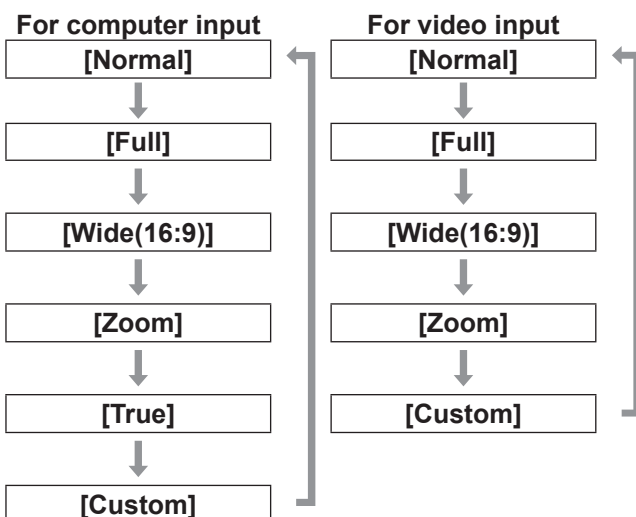 For computer input
[Normal]
[Full]
[Wide(16:9)]
[Zoom]
[True]
[Custom]
For video input
[Normal]
[Full]
[Wide(16:9)]
[Zoom]
[Custom]